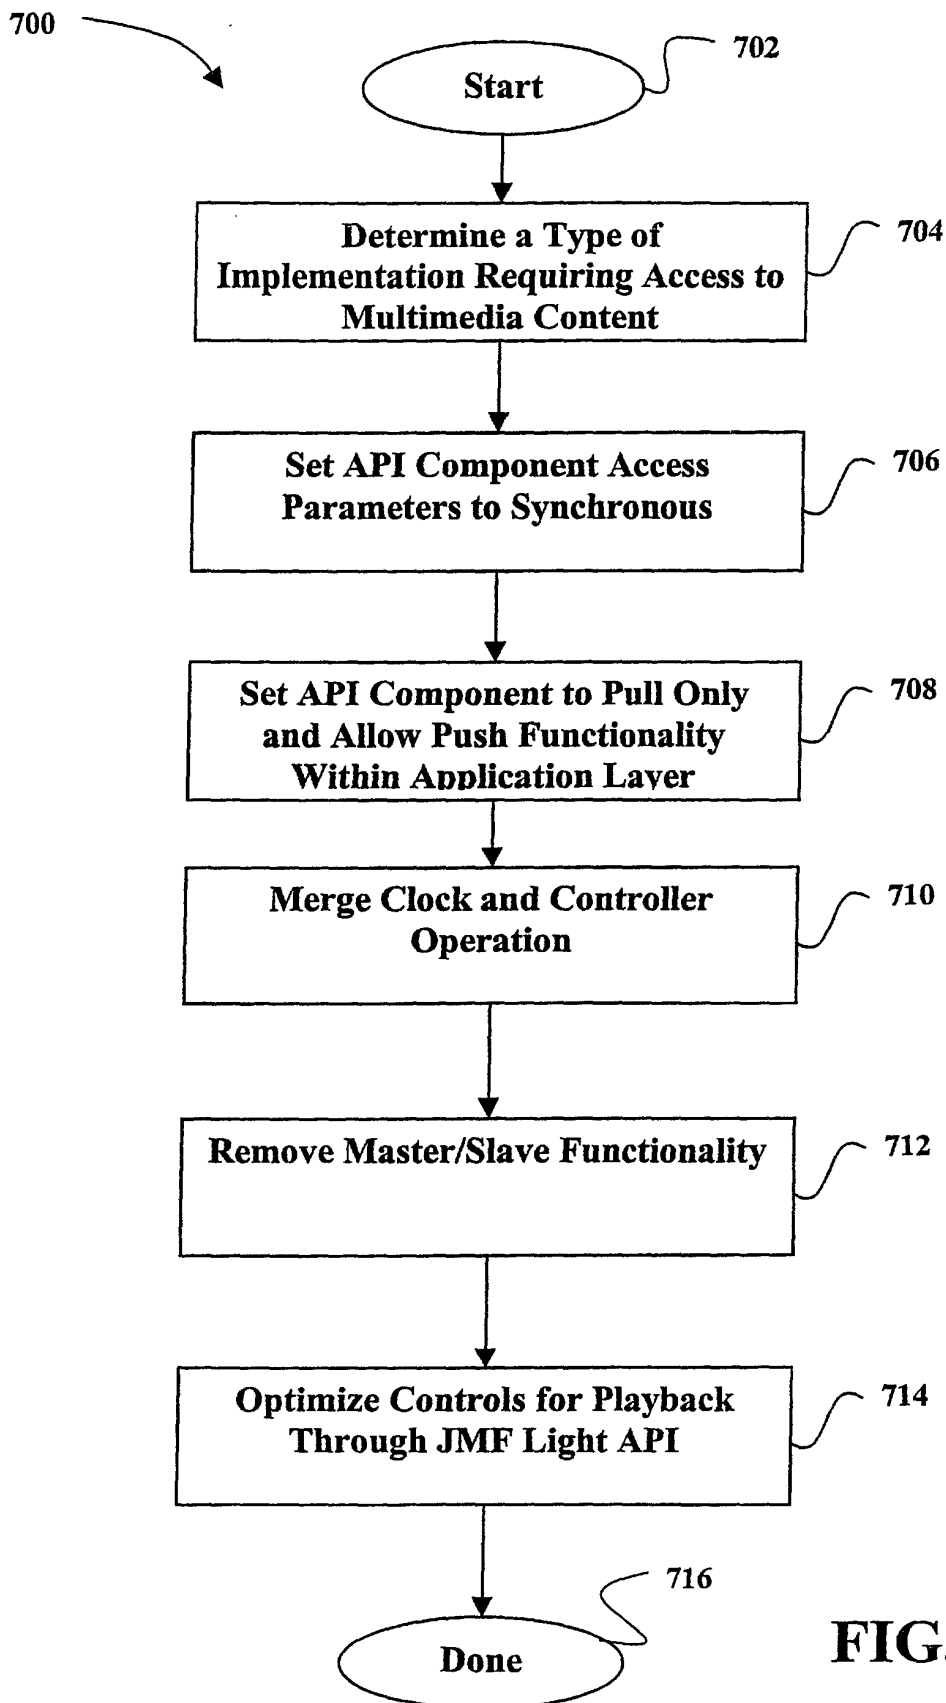 700
702
Start
704
Determine a Type of
Implementation Requiring Access to
Multimedia Content
706
Set API Component Access
Parameters to Synchronous
708
Set API Component to Pull Only
and Allow Push Functionality
Within Application Layer
710
Merge Clock and Controller
Operation
712
Remove Master/Slave Functionality
714
Optimize Controls for Playback
Through JMF Light API
716
Done
FIG.